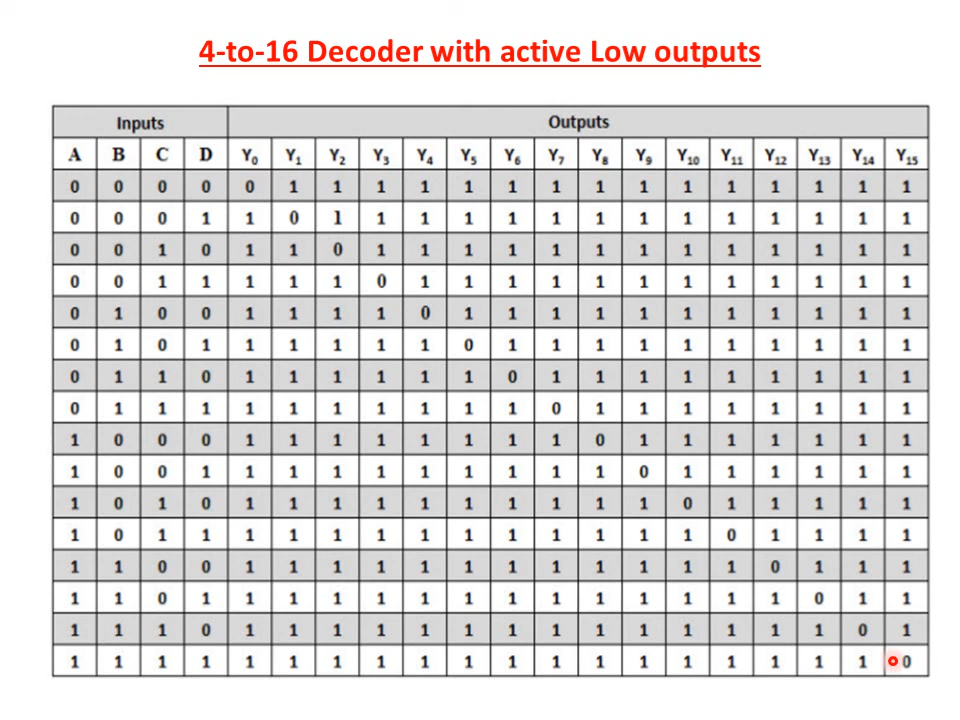 4-to-16 Decoder with active Low outputs
Inputs Outputs
A B C D Y₀ Y₁ Y₂ Y₃ Y₄ Y₅ Y₆ Y₇ Y₈ Y₉ Y₁₀ Y₁₁ Y₁₂ Y₁₃ Y₁₄ Y₁₅
0 0 0 0 0 1 1 1 1 1 1 1 1 1 1 1 1 1 1 1
0 0 0 1 1 0 1 1 1 1 1 1 1 1 1 1 1 1 1 1
0 0 1 0 1 1 0 1 1 1 1 1 1 1 1 1 1 1 1 1
0 0 1 1 1 1 1 0 1 1 1 1 1 1 1 1 1 1 1 1
0 1 0 0 1 1 1 1 0 1 1 1 1 1 1 1 1 1 1 1
0 1 0 1 1 1 1 1 1 0 1 1 1 1 1 1 1 1 1 1
0 1 1 0 1 1 1 1 1 1 0 1 1 1 1 1 1 1 1 1
0 1 1 1 1 1 1 1 1 1 1 0 1 1 1 1 1 1 1 1
1 0 0 0 1 1 1 1 1 1 1 1 0 1 1 1 1 1 1 1
1 0 0 1 1 1 1 1 1 1 1 1 1 0 1 1 1 1 1 1
1 0 1 0 1 1 1 1 1 1 1 1 1 1 0 1 1 1 1 1
1 0 1 1 1 1 1 1 1 1 1 1 1 1 1 0 1 1 1 1
1 1 0 0 1 1 1 1 1 1 1 1 1 1 1 1 0 1 1 1
1 1 0 1 1 1 1 1 1 1 1 1 1 1 1 1 1 0 1 1
1 1 1 0 1 1 1 1 1 1 1 1 1 1 1 1 1 1 0 1
1 1 1 1 1 1 1 1 1 1 1 1 1 1 1 1 1 1 1 0